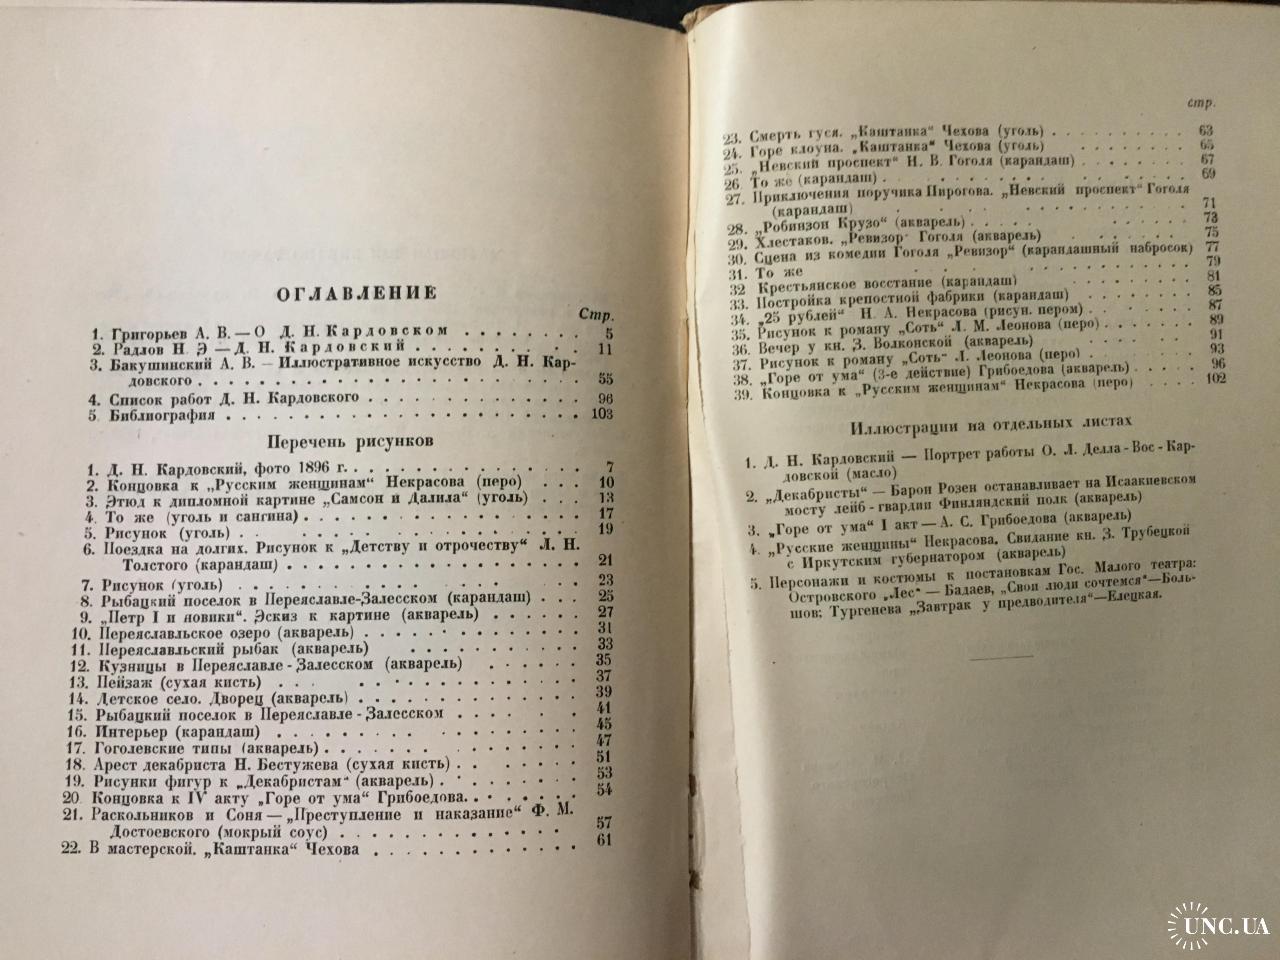 ОГЛАВЛЕНИЕ
Стр.
1. Григорьев А. В. — О Д. Н. Кардовском . . . . . . . . 5
2. Радлов Н. Э — Д. Н. Кардовский . . . . . . . . . . 11
3. Бакушинский А. В. — Иллюстративное искусство Д. Н. Кар-
довского . . . . . . . . . . . . . . . . . . . . . . 55
4. Список работ Д. Н. Кардовского . . . . . . . . . . . 96
5. Библиография . . . . . . . . . . . . . . . . . . . . 103
Перечень рисунков
1. Д. Н. Кардовский, фото 1896 г. . . . . . . . . . . . 7
2. Концовка к „Русским женщинам“ Некрасова (перо) . . . 10
3. Этюд к дипломной картине „Самсон и Далила“ (уголь) . . . 13
4. То же (уголь и сангина) . . . . . . . . . . . . . . 17
5. Рисунок (уголь) . . . . . . . . . . . . . . . . . . 19
6. Поездка на долгих. Рисунок к „Детству и отрочеству“ Л. Н.
Толстого (карандаш) . . . . . . . . . . . . . . . . 21
7. Рисунок (уголь) . . . . . . . . . . . . . . . . . . 23
8. Рыбацкий поселок в Переяславле-Залесском (карандаш) . . . 25
9. „Петр I и новики“. Эскиз к картине (акварель) . . . . . 27
10. Переяславльское озеро (акварель) . . . . . . . . . . 31
11. Переяславльский рыбак (акварель) . . . . . . . . . . 33
12. Кузницы в Переяславле-Залесском (акварель) . . . . . . 35
13. Пейзаж (сухая кисть) . . . . . . . . . . . . . . . 37
14. Детское село. Дворец (акварель) . . . . . . . . . . . 39
15. Рыбацкий поселок в Переяславле-Залесском . . . . . . 41
16. Интерьер (карандаш) . . . . . . . . . . . . . . . . 45
17. Гоголевские типы (акварель) . . . . . . . . . . . . . 47
18. Арест декабриста Н. Бестужева (сухая кисть) . . . . . . 51
19. Рисунки фигур к „Декабристам“ (акварель) . . . . . . . 53
20. Концовка к IV акту „Горе от ума“ Грибоедова. . . . . . 54
21. Раскольников и Соня — „Преступление и наказание“ Ф. М.
Достоевского (мокрый соус) . . . . . . . . . . . . . 57
22. В мастерской. „Каштанка“ Чехова . . . . . . . . . . . 61
стр.
23. Смерть гуся. „Каштанка“ Чехова (уголь) . . . . . . . . 63
24. Горе клоуна. „Каштанка“ Чехова (уголь) . . . . . . . . 65
25. „Невский проспект“ Н. В. Гоголя (карандаш) . . . . . . 67
26. То же (карандаш) . . . . . . . . . . . . . . . . . 69
27. Приключения поручика Пирогова. „Невский проспект“ Гоголя
(карандаш) . . . . . . . . . . . . . . . . . . . . 71
28. „Робинзон Крузо“ (акварель) . . . . . . . . . . . . . 73
29. Хлестаков. „Ревизор“ Гоголя (акварель) . . . . . . . . 75
30. Сцена из комедии Гоголя „Ревизор“ (карандашный набросок) 77
31. То же . . . . . . . . . . . . . . . . . . . . . . . 79
32 Крестьянское восстание (карандаш) . . . . . . . . . . 81
33. Постройка крепостной фабрики (карандаш) . . . . . . . 85
34. „25 рублей“ Н. А. Некрасова (рисун. пером) . . . . . . 87
35. Рисунок к роману „Соть“ Л. М. Леонова (перо) . . . . . 89
36. Вечер у кн. З. Волконской (акварель) . . . . . . . . . 91
37. Рисунок к роману „Соть“ Л. Леонова (перо) . . . . . . 93
38. „Горе от ума“ (3-е действие) Грибоедова (акварель) . . . . 96
39. Концовка к „Русским женщинам“ Некрасова (перо) . . . . 102
Иллюстрации на отдельных листах
1. Д. Н. Кардовский — Портрет работы О. Л. Делла-Вос-Кар-
довской (масло)
2. „Декабристы“ — Барон Розен останавливает на Исаакиевском
мосту лейб-гвардии Финляндский полк (акварель)
3. „Горе от ума“ I акт — А. С. Грибоедова (акварель)
4. „Русские женщины“ Некрасова. Свидание кн. З. Трубецкой
с Иркутским губернатором (акварель)
5. Персонажи и костюмы к постановкам Гос. Малого театра:
Островского „Лес“ — Бадаев, „Свои люди сочтемся“ — Боль-
шов; Тургенева „Завтрак у предводителя“ — Елецкая.
UNC.UA